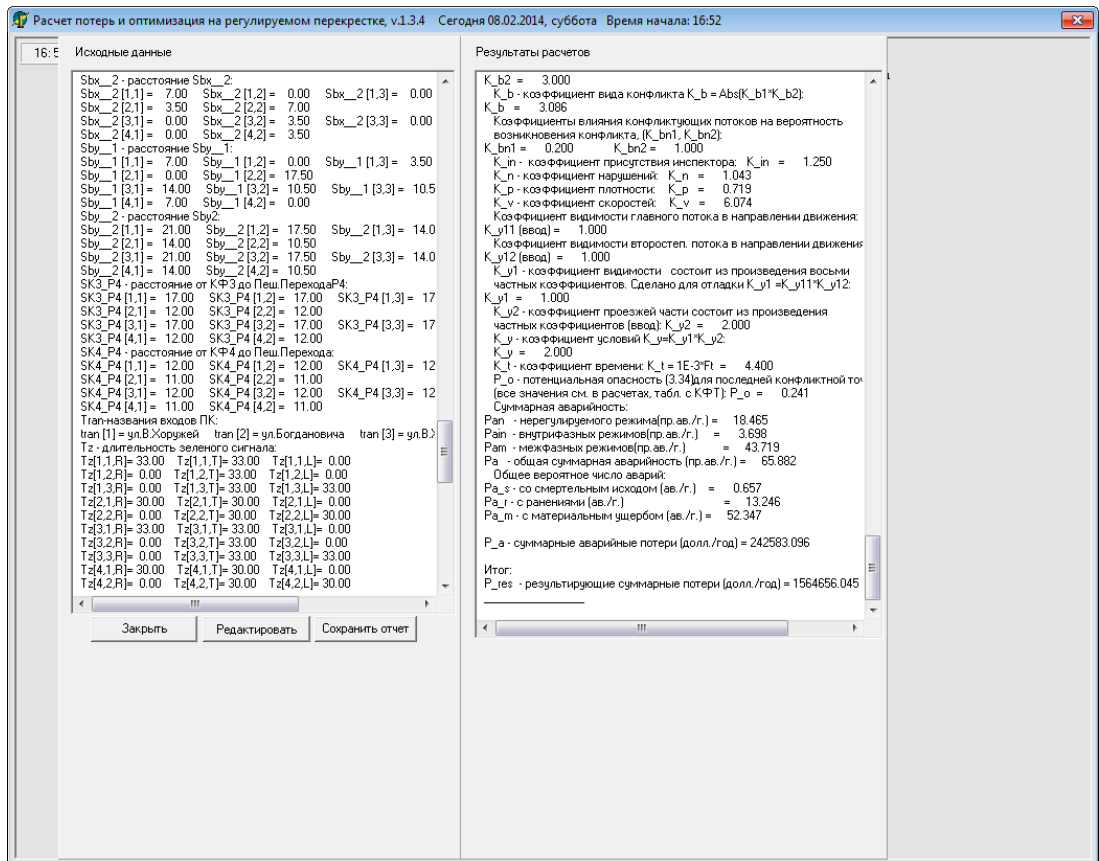 Расчет потерь и оптимизация на регулируемом перекрестке, v.1.3.4 Сегодня 08.02.2014, суббота Время начала: 16:52
16:5
Исходные данные
Sbx__2 - расстояние Sbx__2:
Sbx__2 [1,1] = 7.00 Sbx__2 [1,2] = 0.00 Sbx__2 [1,3] = 0.00
Sbx__2 [2,1] = 3.50 Sbx__2 [2,2] = 7.00
Sbx__2 [3,1] = 0.00 Sbx__2 [3,2] = 3.50 Sbx__2 [3,3] = 0.00
Sbx__2 [4,1] = 0.00 Sbx__2 [4,2] = 3.50
Sby__1 - расстояние Sby__1:
Sby__1 [1,1] = 7.00 Sby__1 [1,2] = 0.00 Sby__1 [1,3] = 3.50
Sby__1 [2,1] = 0.00 Sby__1 [2,2] = 17.50
Sby__1 [3,1] = 14.00 Sby__1 [3,2] = 10.50 Sby__1 [3,3] = 10.5
Sby__1 [4,1] = 7.00 Sby__1 [4,2] = 0.00
Sby__2 - расстояние Sby2:
Sby__2 [1,1] = 21.00 Sby__2 [1,2] = 17.50 Sby__2 [1,3] = 14.0
Sby__2 [2,1] = 14.00 Sby__2 [2,2] = 10.50
Sby__2 [3,1] = 21.00 Sby__2 [3,2] = 17.50 Sby__2 [3,3] = 14.0
Sby__2 [4,1] = 14.00 Sby__2 [4,2] = 10.50
SK3_P4 - расстояние от КФ3 до Пеш.ПереходаР4:
SK3_P4 [1,1] = 17.00 SK3_P4 [1,2] = 17.00 SK3_P4 [1,3] = 17
SK3_P4 [2,1] = 12.00 SK3_P4 [2,2] = 12.00
SK3_P4 [3,1] = 17.00 SK3_P4 [3,2] = 17.00 SK3_P4 [3,3] = 17
SK3_P4 [4,1] = 12.00 SK3_P4 [4,2] = 12.00
SK4_P4 - расстояние от КФ4 до Пеш.Перехода:
SK4_P4 [1,1] = 12.00 SK4_P4 [1,2] = 12.00 SK4_P4 [1,3] = 12
SK4_P4 [2,1] = 11.00 SK4_P4 [2,2] = 11.00
SK4_P4 [3,1] = 12.00 SK4_P4 [3,2] = 12.00 SK4_P4 [3,3] = 12
SK4_P4 [4,1] = 11.00 SK4_P4 [4,2] = 11.00
Tran-названия входов ПК:
tran [1] = ул.В.Хоружей tran [2] = ул.Богдановича tran [3] = ул.В.
Tz - длительность зеленого сигнала:
Tz[1,1,R]= 33.00 Tz[1,1,T]= 33.00 Tz[1,1,L]= 0.00
Tz[1,2,R]= 0.00 Tz[1,2,T]= 33.00 Tz[1,2,L]= 0.00
Tz[1,3,R]= 0.00 Tz[1,3,T]= 33.00 Tz[1,3,L]= 33.00
Tz[2,1,R]= 30.00 Tz[2,1,T]= 30.00 Tz[2,1,L]= 0.00
Tz[2,2,R]= 0.00 Tz[2,2,T]= 30.00 Tz[2,2,L]= 30.00
Tz[3,1,R]= 33.00 Tz[3,1,T]= 33.00 Tz[3,1,L]= 0.00
Tz[3,2,R]= 0.00 Tz[3,2,T]= 33.00 Tz[3,2,L]= 0.00
Tz[3,3,R]= 0.00 Tz[3,3,T]= 33.00 Tz[3,3,L]= 33.00
Tz[4,1,R]= 30.00 Tz[4,1,T]= 30.00 Tz[4,1,L]= 0.00
Tz[4,2,R]= 0.00 Tz[4,2,T]= 30.00 Tz[4,2,L]= 30.00
Закрыть Редактировать Сохранить отчет
Результаты расчетов
K_b2 = 3.000
K_b - коэффициент вида конфликта K_b = Abs(K_b1*K_b2):
K_b = 3.086
Коэффициенты влияния конфликтующих потоков на вероятность
возникновения конфликта, (K_bn1, K_bn2):
K_bn1 = 0.200 K_bn2 = 1.000
K_in - коэффициент присутствия инспектора: K_in = 1.250
K_n - коэффициент нарушений: K_n = 1.043
K_p - коэффициент плотности: K_p = 0.719
K_v - коэффициент скоростей: K_v = 6.074
Коэффициент видимости главного потока в направлении движения:
K_y11 (ввод) = 1.000
Коэффициент видимости второстеп. потока в направлении движения
K_y12 (ввод) = 1.000
K_y1 - коэффициент видимости состоит из произведения восьми
частных коэффициентов. Сделано для отладки K_y1 =K_y11*K_y12:
K_y1 = 1.000
K_y2 - коэффициент проезжей части состоит из произведения
частных коэффициентов (ввод): K_y2 = 2.000
K_y - коэффициент условий K_y=K_y1*K_y2:
K_y = 2.000
K_t - коэффициент времени: K_t = 1E-3*Ft = 4.400
P_o - потенциальная опасность (3.34)для последней конфликтной точ
(все значения см. в расчетах, табл. с КФТ): P_o = 0.241
Суммарная аварийность:
Pan - нерегулируемого режима(пр.ав./г.) = 18.465
Pain - внутрифазных режимов(пр.ав./г.) = 3.698
Pam - межфазных режимов(пр.ав./г.) = 43.719
Pa - общая суммарная аварийность (пр.ав./г.) = 65.882
Общее вероятное число аварий:
Pa_s - со смертельным исходом (ав./г.) = 0.657
Pa_r - с ранениями (ав./г.) = 13.246
Pa_m - с материальным ущербом (ав./г.) = 52.347
P_a - суммарные аварийные потери (долл./год) = 242583.096
Итог:
P_res - результирующие суммарные потери (долл./год) = 1564656.045